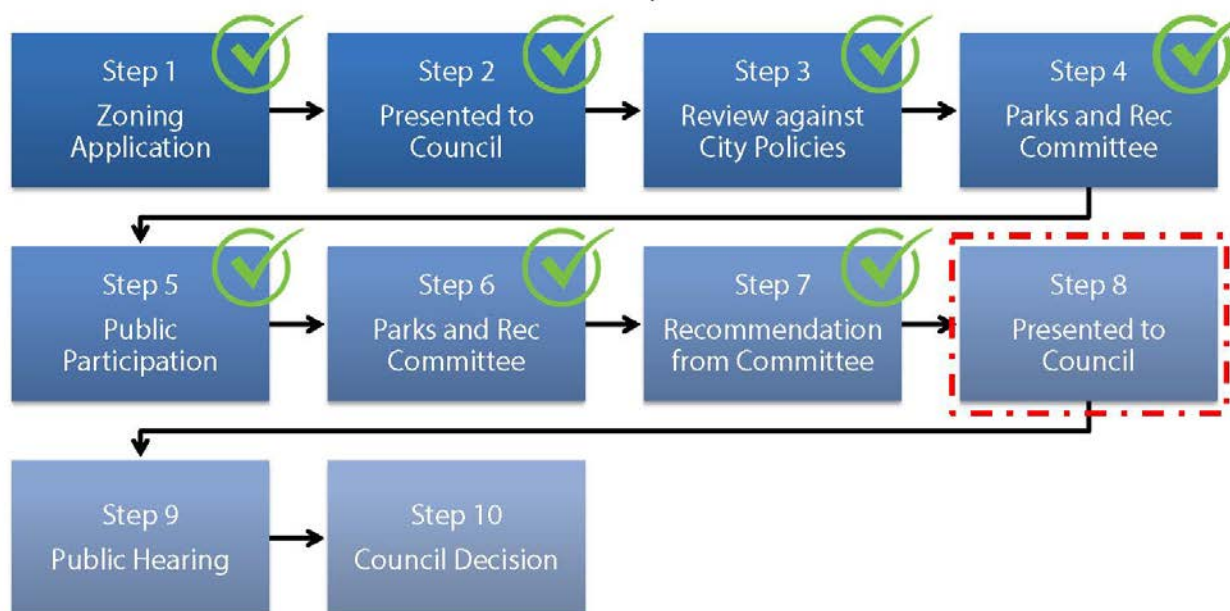 Step 1
Zoning
Application
Step 2
Presented to
Council
Step 3
Review against
City Policies
Step 4
Parks and Rec
Committee
Step 5
Public
Participation
Step 6
Parks and Rec
Committee
Step 7
Recommendation
from Committee
Step 8
Presented to
Council
Step 9
Public Hearing
Step 10
Council Decision